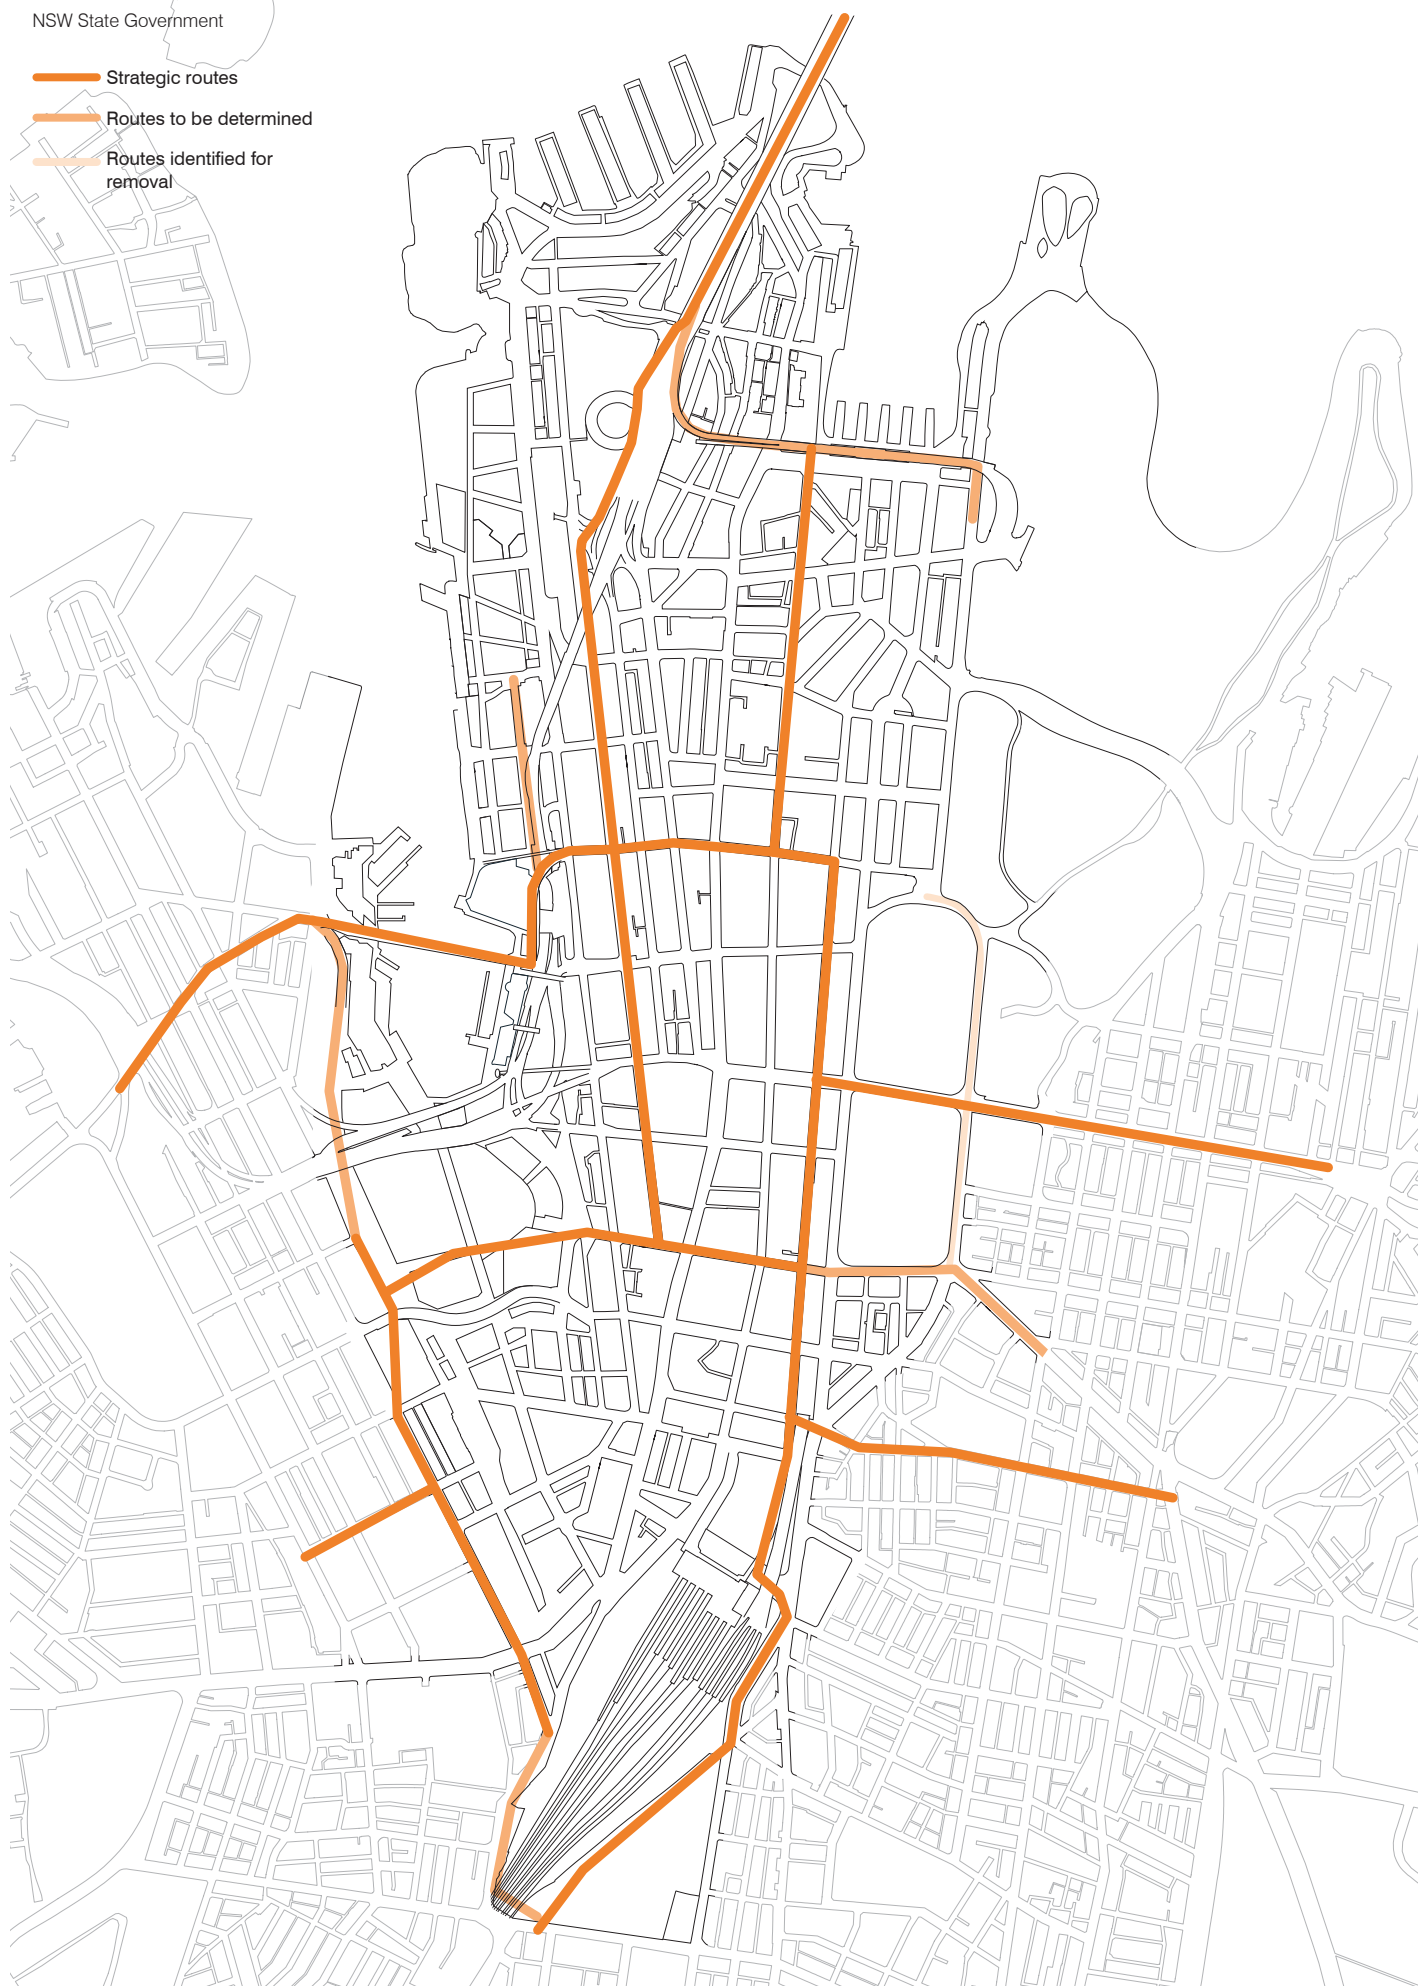 NSW State Government
Strategic routes
Routes to be determined
Routes identified for
removal